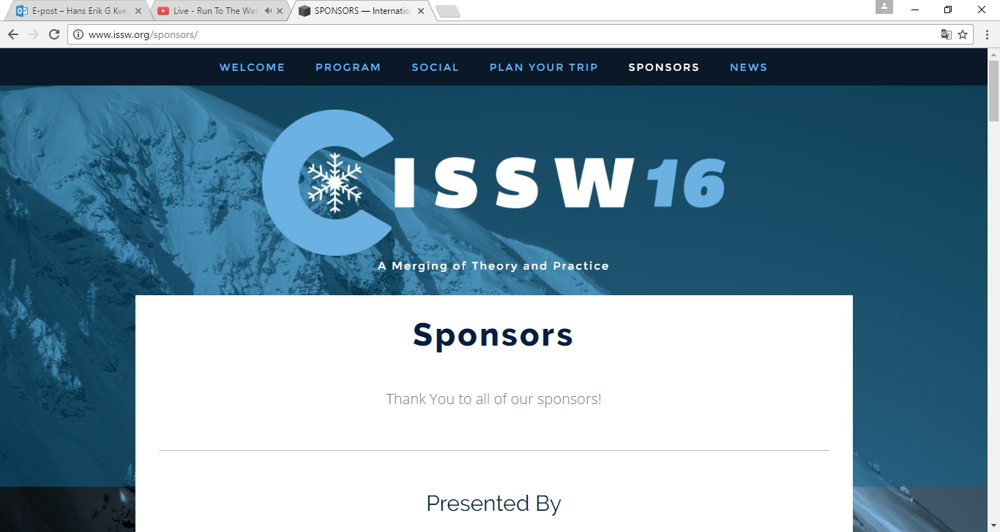 E-post – Hans Erik G Kve
Live - Run To The Wat
SPONSORS — Internatio
www.issw.org/sponsors/
WELCOME PROGRAM SOCIAL PLAN YOUR TRIP SPONSORS NEWS
ISSW16
A Merging of Theory and Practice
Sponsors
Thank You to all of our sponsors!
Presented By